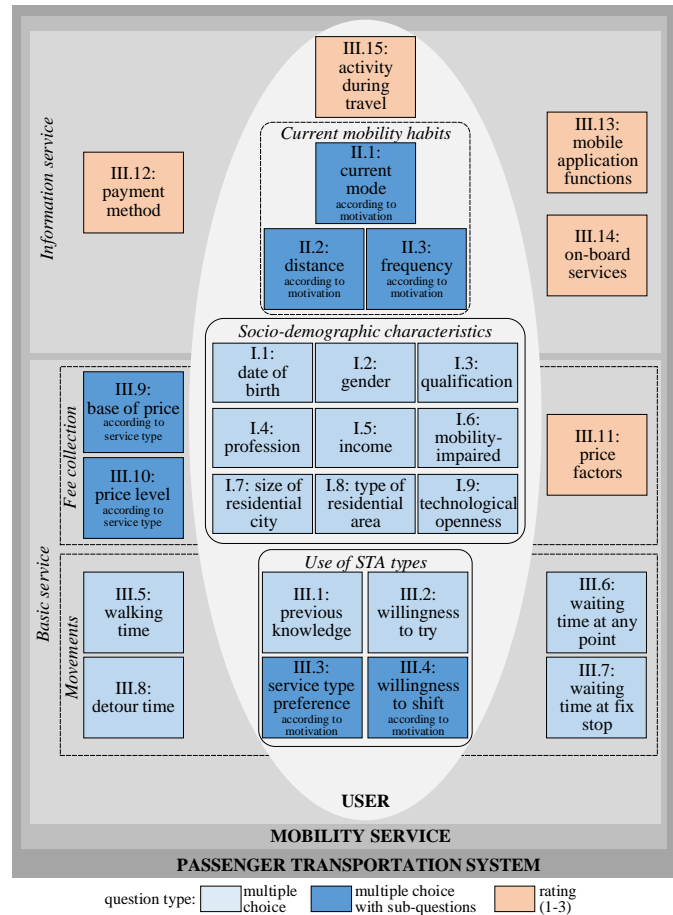 III.15:
activity
during
travel
Current mobility habits
II.1:
current
mode
according to
motivation
II.2:
distance
according to
motivation
II.3:
frequency
according to
motivation
Information service
III.12:
payment
method
III.13:
mobile
application
functions
III.14:
on-board
services
Socio-demographic characteristics
I.1:
date of
birth
I.2:
gender
I.3:
qualification
I.4:
profession
I.5:
income
I.6:
mobility-
impaired
I.7: size of
residential
city
I.8: type of
residential
area
I.9:
technological
openness
Basic service
Fee collection
III.9:
base of price
according to
service type
III.10:
price level
according to
service type
III.11:
price
factors
Movements
III.5:
walking
time
III.8:
detour time
Use of STA types
III.1:
previous
knowledge
III.2:
willingness
to try
III.3:
service type
preference
according to
motivation
III.4:
willingness
to shift
according to
motivation
III.6:
waiting
time at any
point
III.7:
waiting
time at fix
stop
USER
MOBILITY SERVICE
PASSENGER TRANSPORTATION SYSTEM
question type:
multiple
choice
multiple choice
with sub-questions
rating
(1-3)